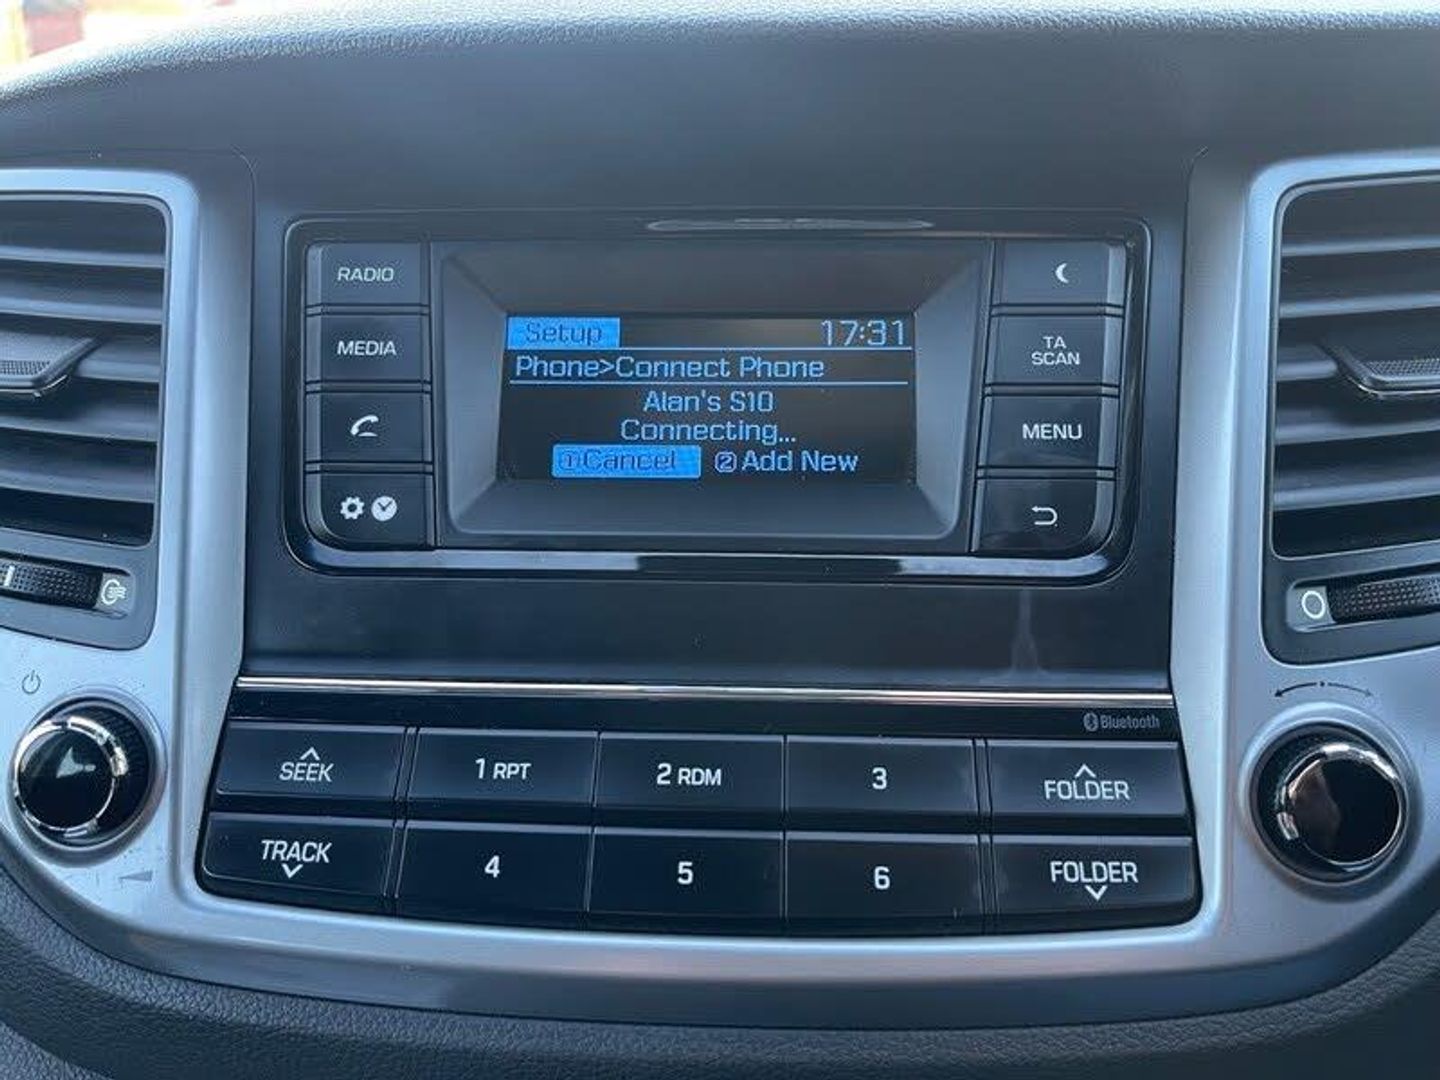 RADIO
MEDIA
Setup 17:31
Phone>Connect Phone
Alan's S10
Connecting...
①Cancel ②Add New
TA
SCAN
MENU
Bluetooth
SEEK
1 RPT
2 RDM
3
FOLDER
TRACK
4
5
6
FOLDER